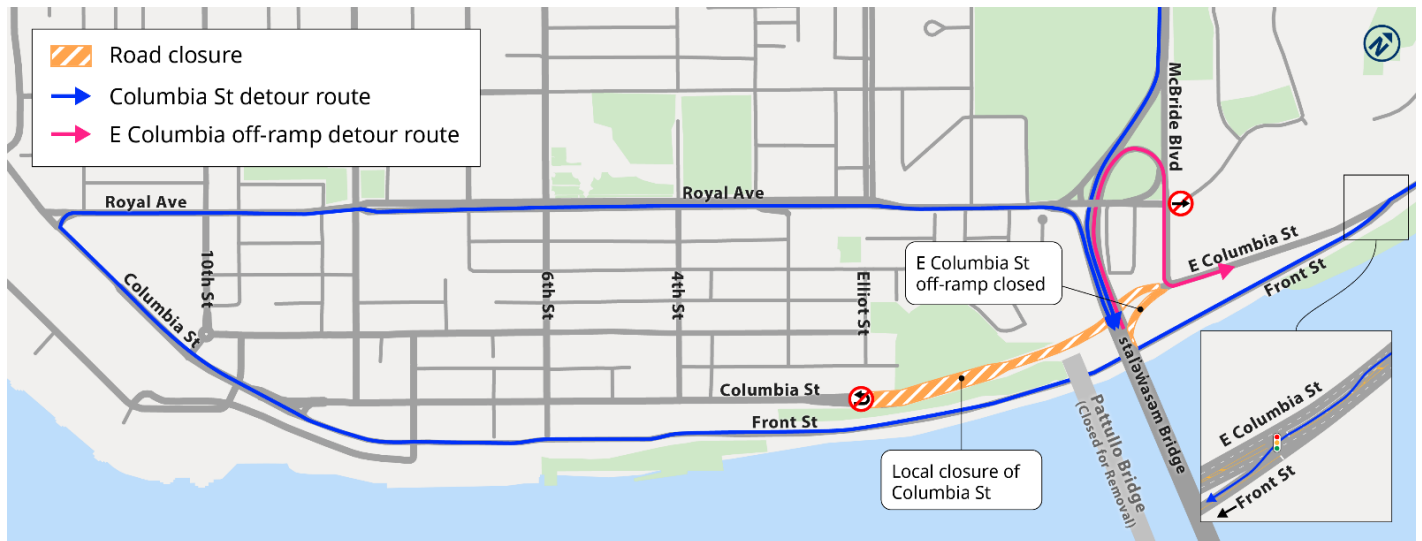 Road closure
Columbia St detour route
E Columbia off-ramp detour route
N
McBride Blvd
Royal Ave
Royal Ave
10th St
Columbia St
6th St
4th St
Elliot St
E Columbia St
off-ramp closed
E Columbia St
Front St
Columbia St
Front St
stal̓əw̓asəm Bridge
Pattullo Bridge
(Closed for Removal)
Local closure of
Columbia St
E Columbia St
Front St